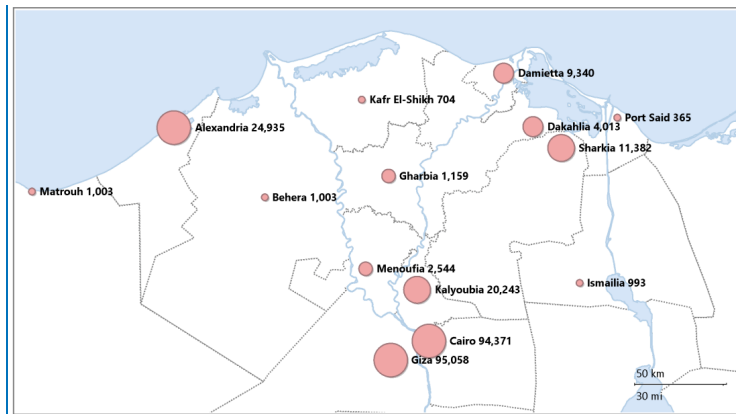 Damietta 9,340
Kafr El-Shikh 704
Port Said 365
Alexandria 24,935
Dakahlia 4,013
Sharkia 11,382
Gharbia 1,159
Matrouh 1,003
Behera 1,003
Menoufia 2,544
Kalyoubia 20,243
Ismailia 993
Cairo 94,371
Giza 95,058
50 km
30 mi